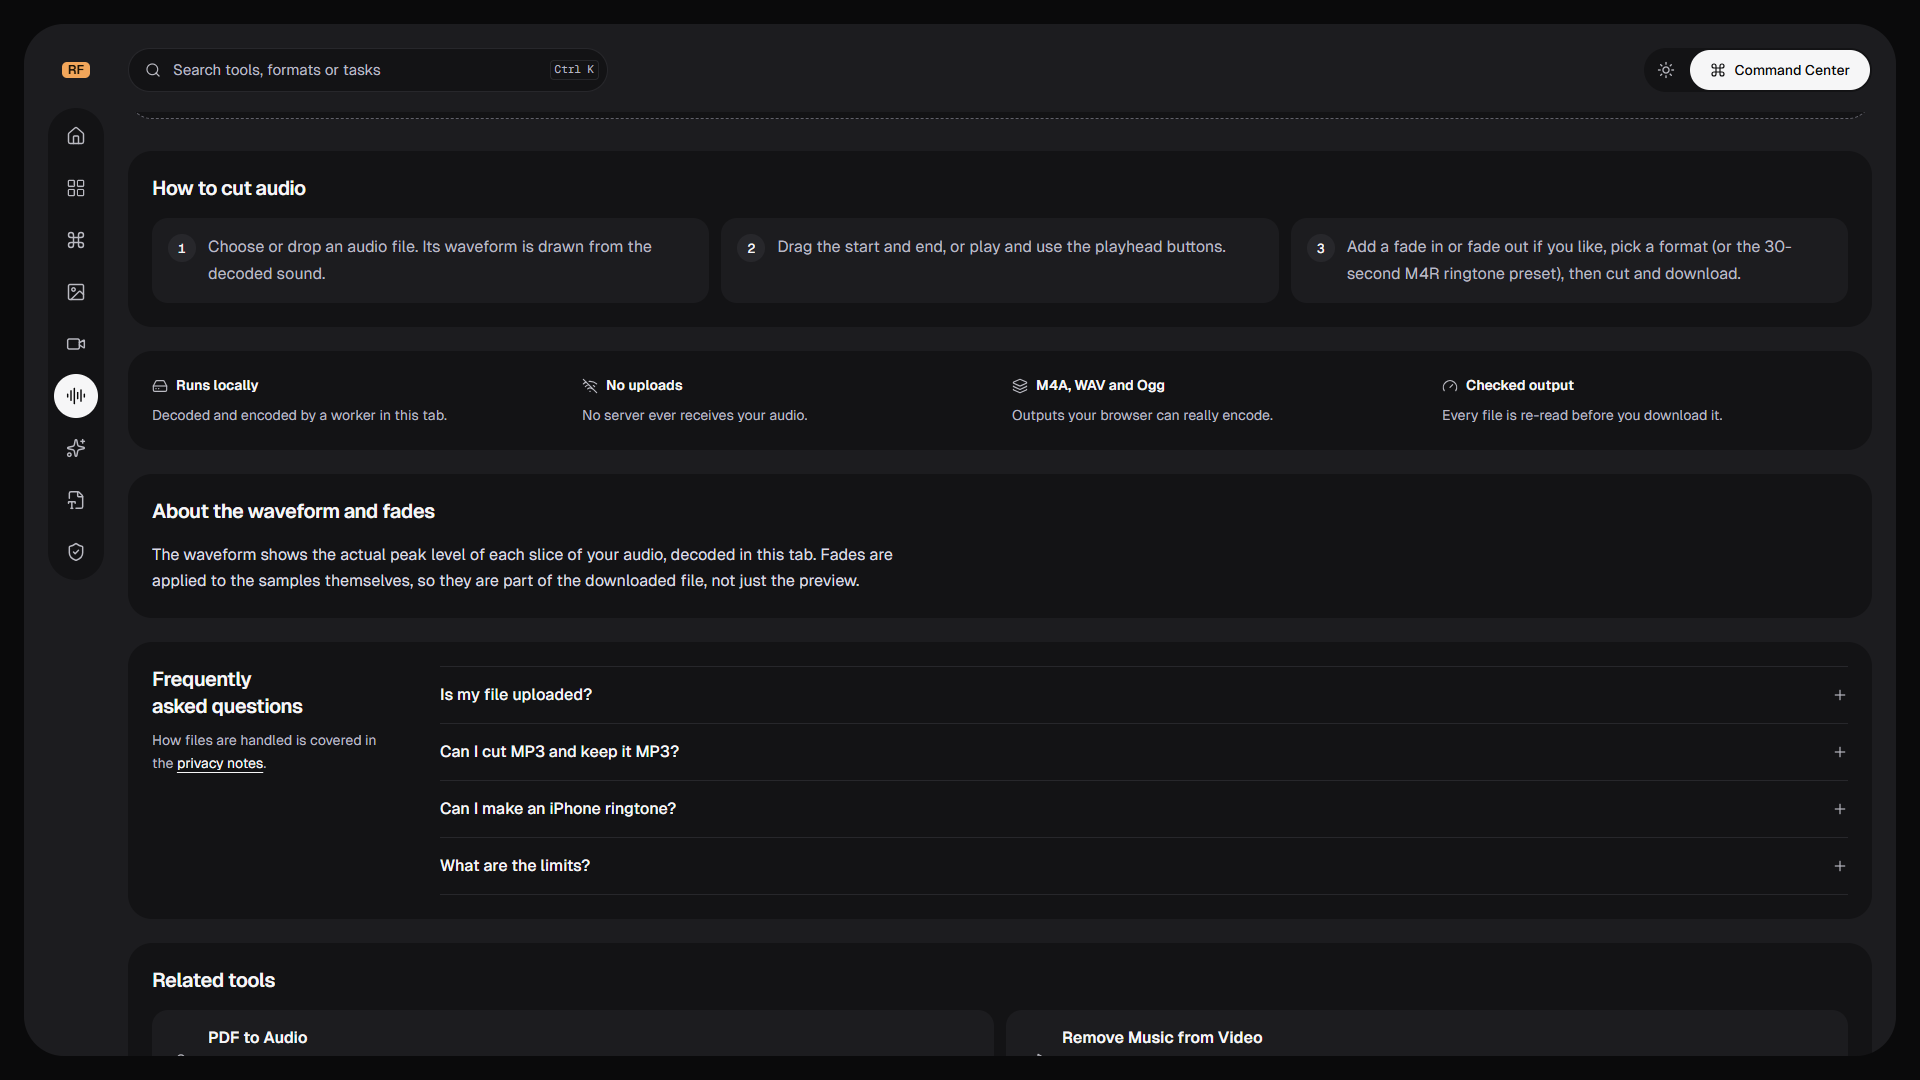 RF
Search tools, formats or tasks
Ctrl K
Command Center
How to cut audio
1
Choose or drop an audio file. Its waveform is drawn from the
decoded sound.
2
Drag the start and end, or play and use the playhead buttons.
3
Add a fade in or fade out if you like, pick a format (or the 30-
second M4R ringtone preset), then cut and download.
Runs locally
Decoded and encoded by a worker in this tab.
No uploads
No server ever receives your audio.
M4A, WAV and Ogg
Outputs your browser can really encode.
Checked output
Every file is re-read before you download it.
About the waveform and fades
The waveform shows the actual peak level of each slice of your audio, decoded in this tab. Fades are
applied to the samples themselves, so they are part of the downloaded file, not just the preview.
Frequently
asked questions
How files are handled is covered in
the privacy notes.
Is my file uploaded?
Can I cut MP3 and keep it MP3?
Can I make an iPhone ringtone?
What are the limits?
Related tools
PDF to Audio
Remove Music from Video